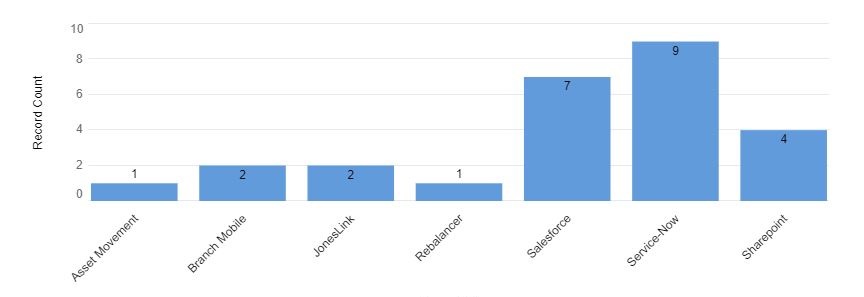 Record Count
10
8
6
4
2
0
1
2
2
1
7
9
4
Asset Movement
Branch Mobile
JonesLink
Rebalancer
Salesforce
Service-Now
Sharepoint